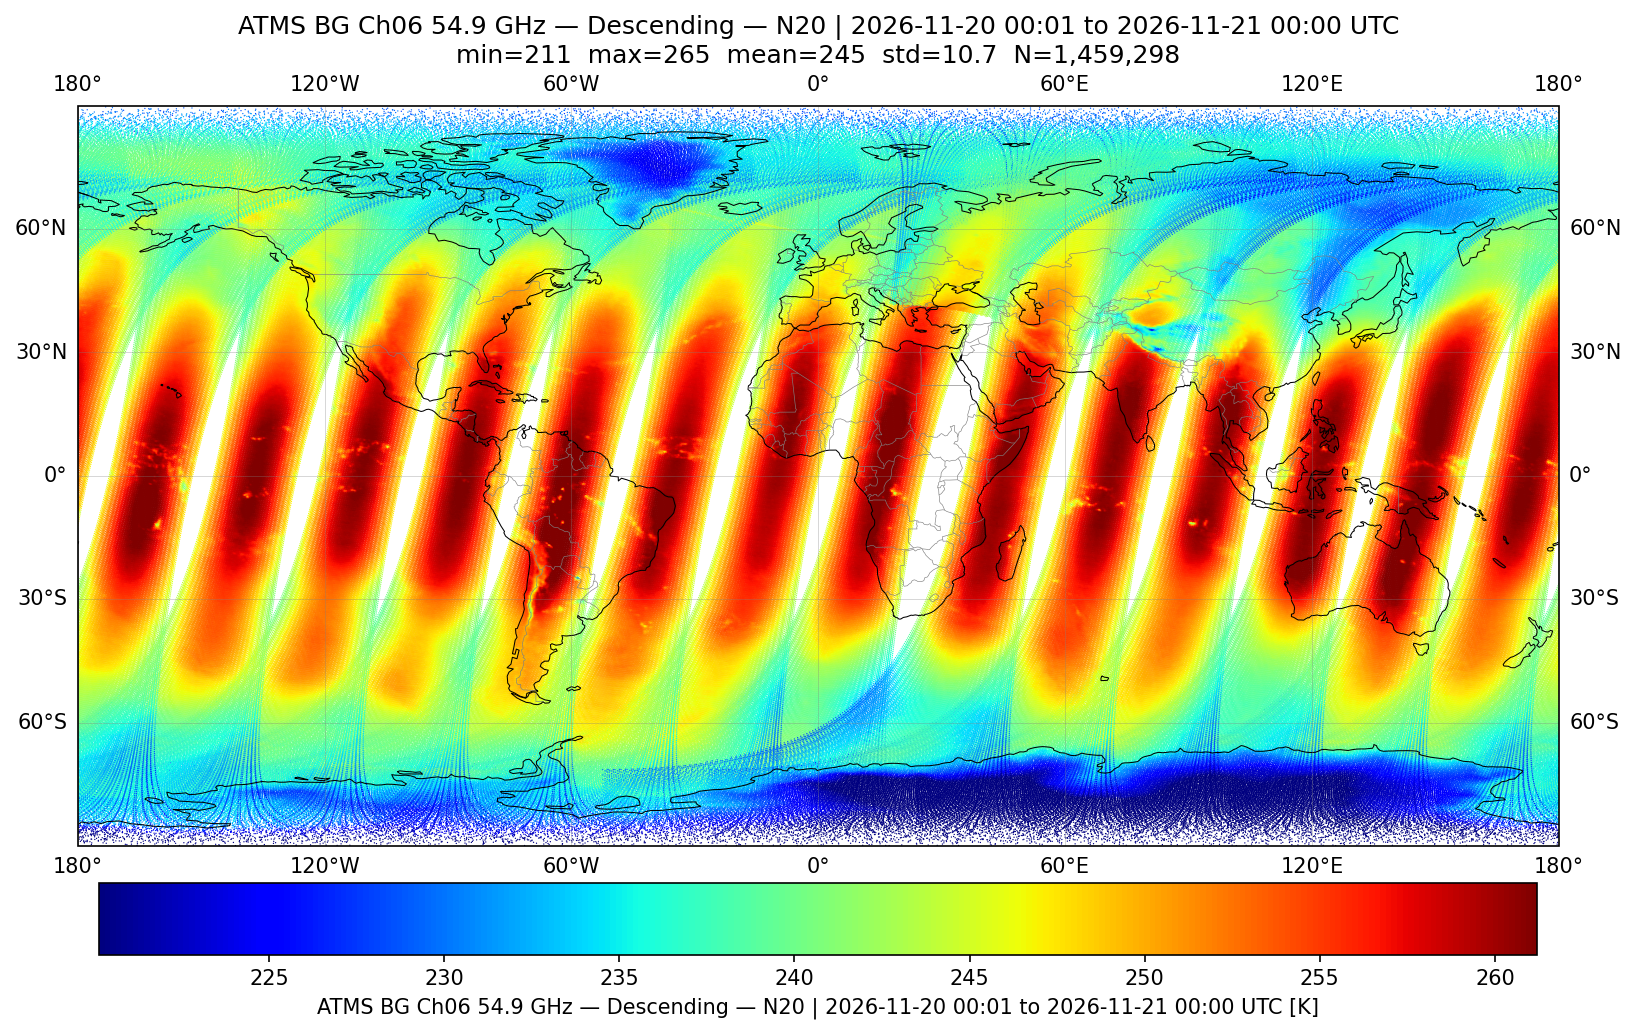 ATMS BG Ch06 54.9 GHz — Descending — N20 | 2026-11-20 00:01 to 2026-11-21 00:00 UTC
min=211 max=265 mean=245 std=10.7 N=1,459,298
180° 120°W 60°W 0° 60°E 120°E 180°
60°N 60°N
30°N 30°N
0° 0°
30°S 30°S
60°S 60°S
180° 120°W 60°W 0° 60°E 120°E 180°
225 230 235 240 245 250 255 260
ATMS BG Ch06 54.9 GHz — Descending — N20 | 2026-11-20 00:01 to 2026-11-21 00:00 UTC [K]